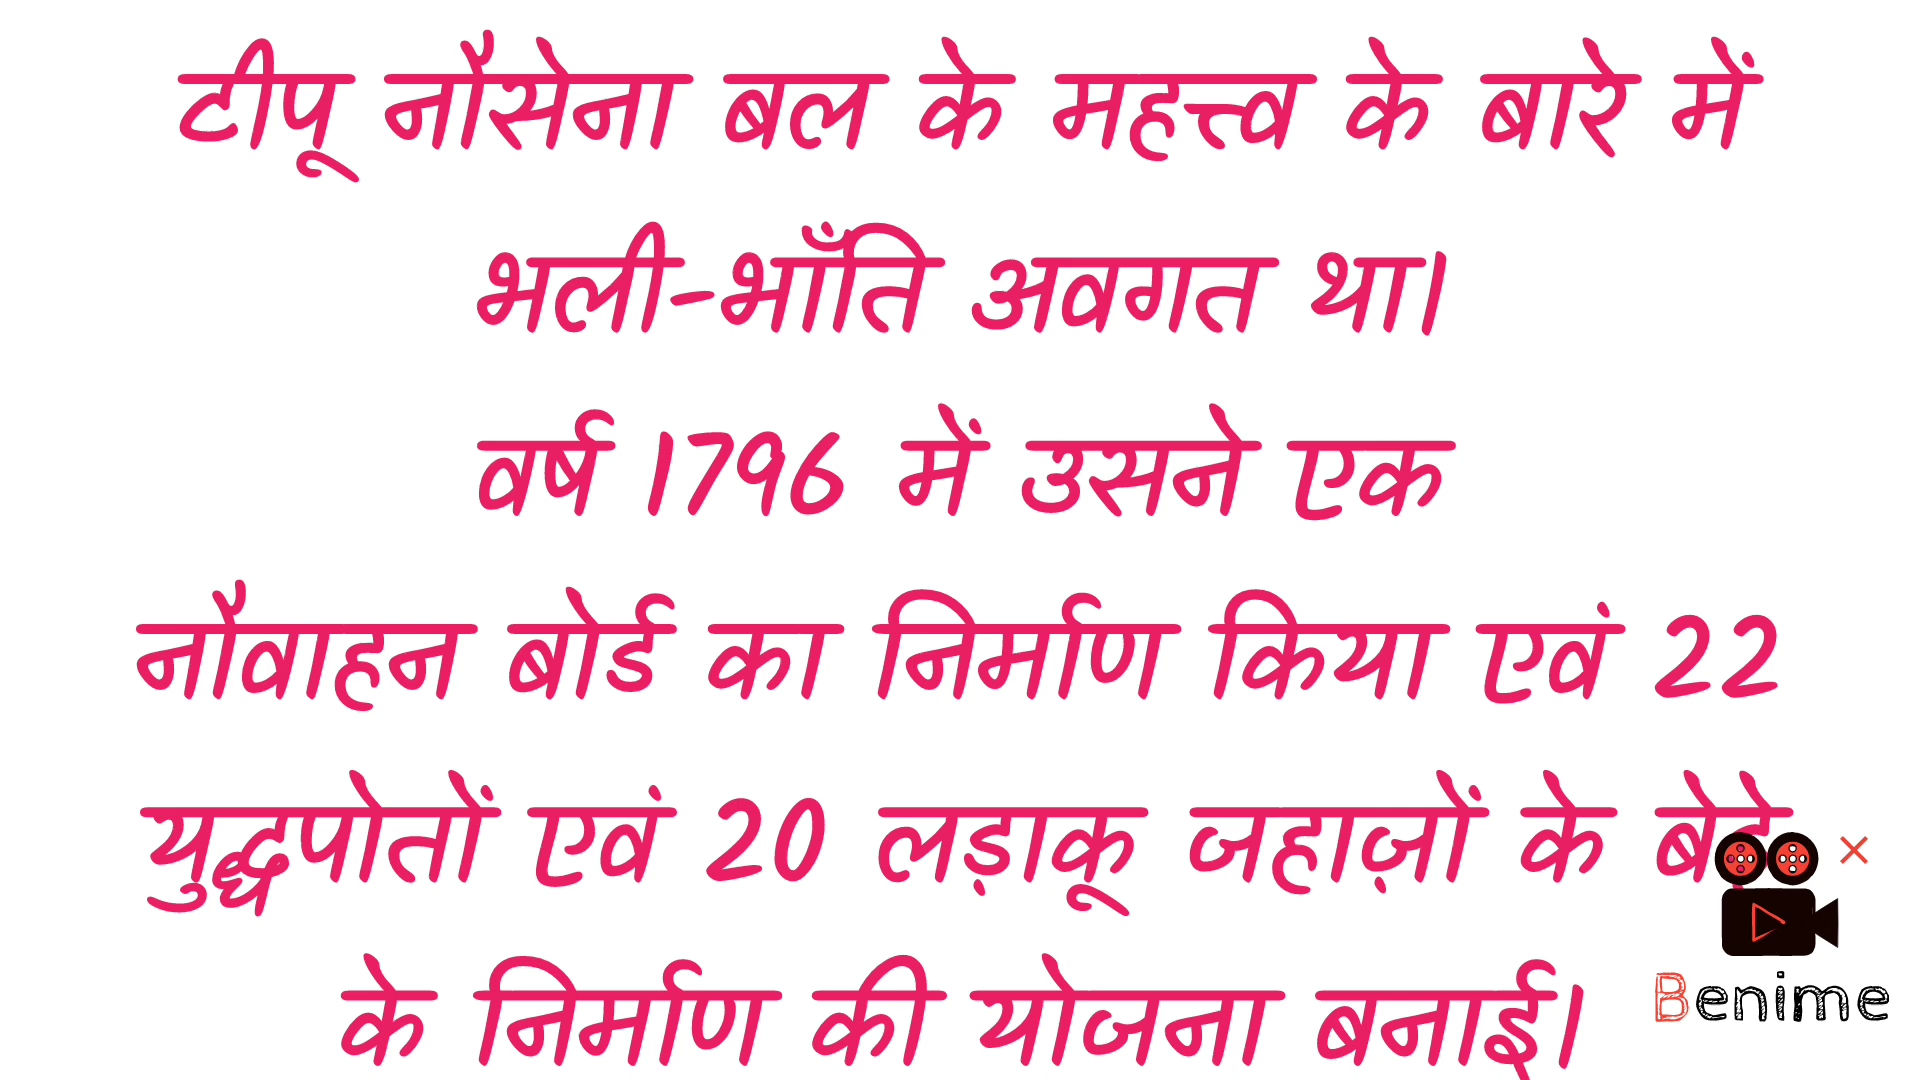 टीपू नौसेना बल के महत्त्व के बारे में
भली-भाँति अवगत था।
वर्ष 1796 में उसने एक
नौवाहन बोर्ड का निर्माण किया एवं 22
युद्धपोतों एवं 20 लड़ाकू जहाज़ों के
के निर्माण की योजना बनाई।
Benime